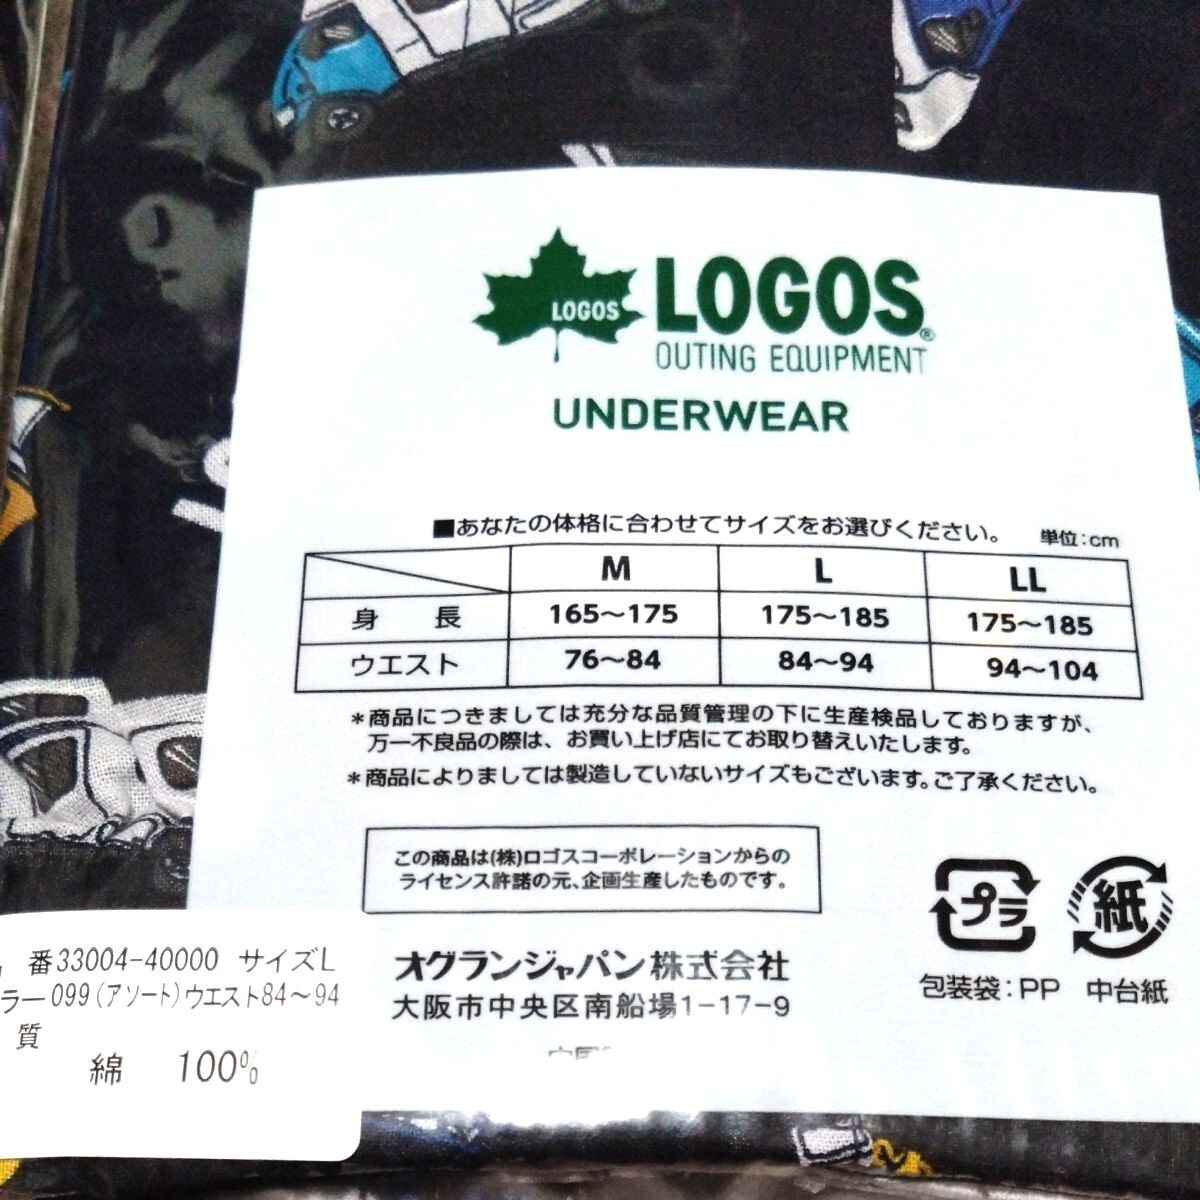 LOGOS
LOGOS®
OUTING EQUIPMENT
UNDERWEAR
■あなたの体格に合わせてサイズをお選びください。 単位:cm
M L LL
身長 165〜175 175〜185 175〜185
ウエスト 76〜84 84〜94 94〜104
*商品につきましては充分な品質管理の下に生産検品しておりますが、
万一不良品の際は、お買い上げ店にてお取り替えいたします。
*商品によりましては製造していないサイズもございます。ご了承ください。
この商品は(株)ロゴスコーポレーションからの
ライセンス許諾の元、企画生産したものです。
プラ 紙
包装袋:PP 中台紙
オグランジャパン株式会社
大阪市中央区南船場1-17-9
番33004-40000 サイズL
ラー099(アソート)ウエスト84〜94
質
綿 100%